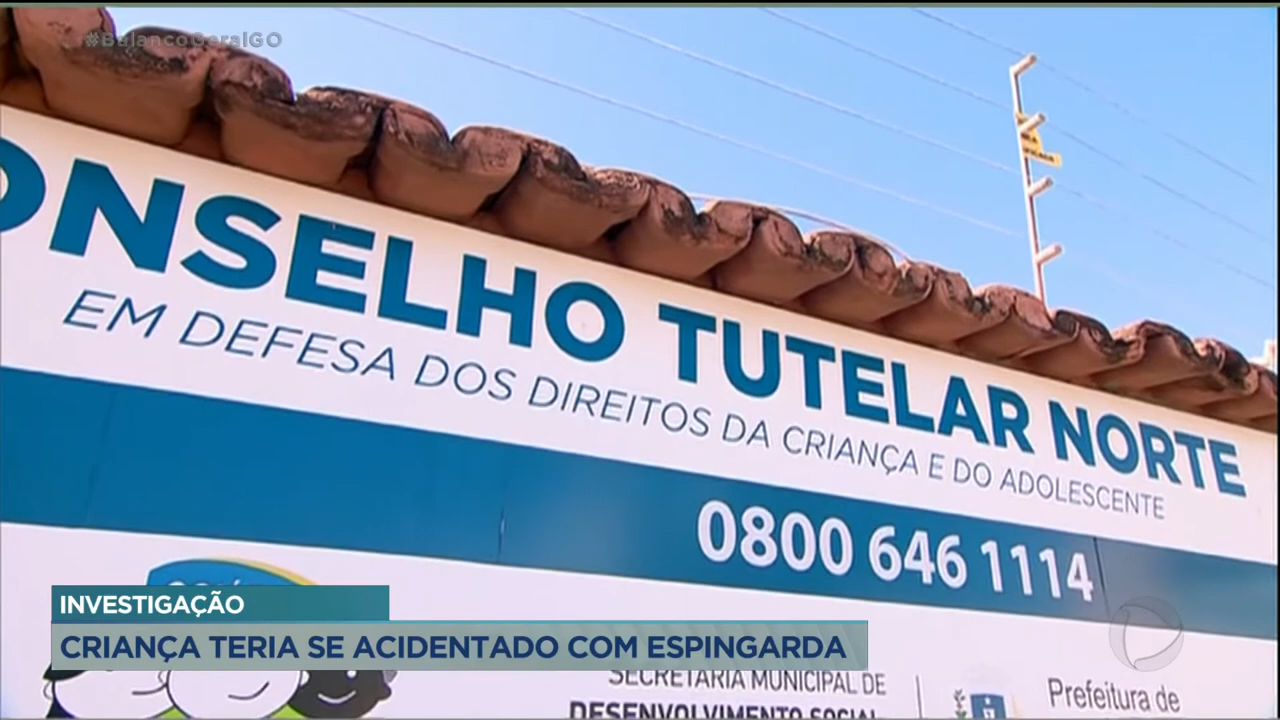 #BalançoGeralGO
ONSELHO TUTELAR NORTE
EM DEFESA DOS DIREITOS DA CRIANÇA E DO ADOLESCENTE
0800 646 1114
INVESTIGAÇÃO
CRIANÇA TERIA SE ACIDENTADO COM ESPINGARDA
SECRETARIA MUNICIPAL DE
DESENVOLVIMENTO SOCIAL
Prefeitura de